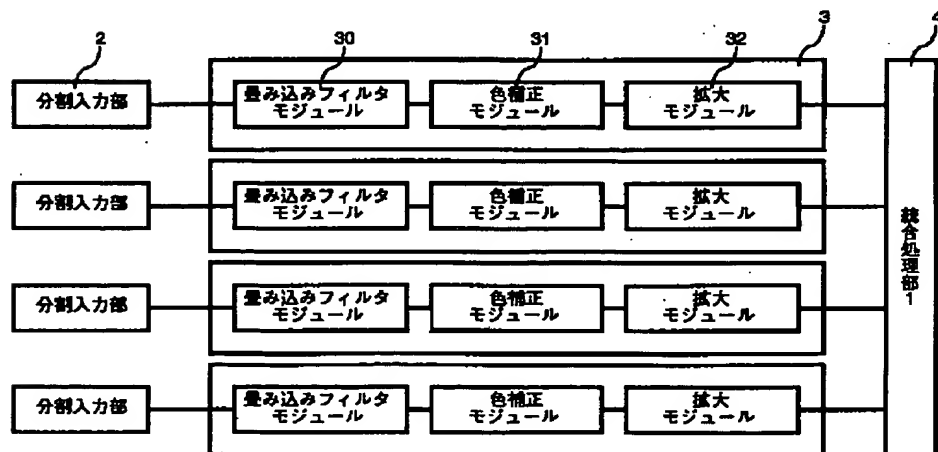 2
30
31
32
3
4
分割入力部
畳み込みフィルタ
モジュール
色補正
モジュール
拡大
モジュール
分割入力部
畳み込みフィルタ
モジュール
色補正
モジュール
拡大
モジュール
分割入力部
畳み込みフィルタ
モジュール
色補正
モジュール
拡大
モジュール
分割入力部
畳み込みフィルタ
モジュール
色補正
モジュール
拡大
モジュール
統合処理部1